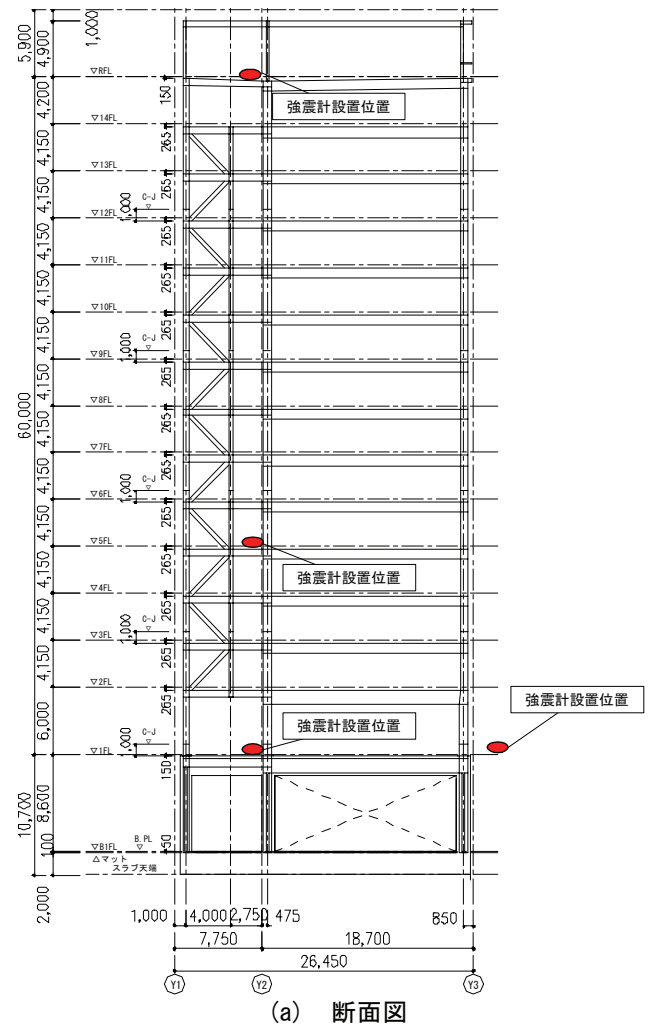 5,900
4,900
1,000
▽RFL
強震計設置位置
150
4,200
▽14FL
265
4,150
▽13FL
265
4,150
C-J
▽
1,000
▽12FL
265
4,150
▽11FL
265
4,150
▽10FL
265
4,150
C-J
▽
1,000
▽9FL
265
4,150
▽8FL
265
4,150
60,000
▽7FL
265
4,150
C-J
▽
1,000
▽6FL
265
4,150
▽5FL
強震計設置位置
265
4,150
▽4FL
265
4,150
C-J
▽
1,000
▽3FL
265
4,150
▽2FL
265
6,000
強震計設置位置
強震計設置位置
C-J
▽
1,000
▽1FL
150
10,700
8,600
100
▽B1FL
B.PL
▽
50
△マット
スラブ天端
2,000
1,000
4,000
2,750
475
850
7,750
18,700
26,450
Y1
Y2
Y3
(a) 断面図